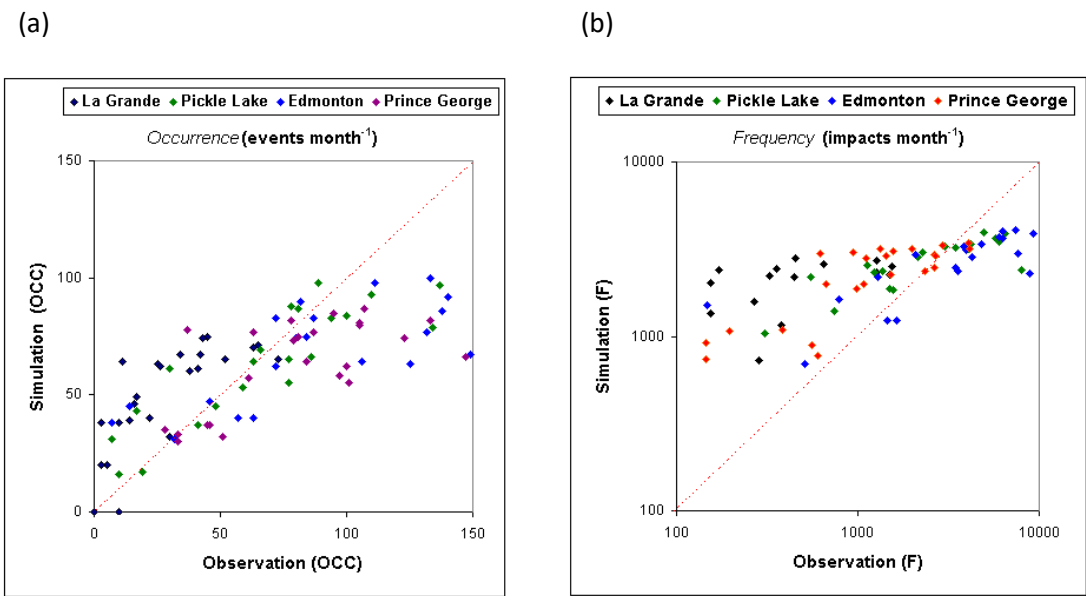 (a)
(b)
La Grande Pickle Lake Edmonton Prince George
Occurrence (events month-1)
150
100
50
0
0 50 100 150
Simulation (OCC)
Observation (OCC)
La Grande Pickle Lake Edmonton Prince George
Frequency (impacts month-1)
10000
1000
100
100 1000 10000
Simulation (F)
Observation (F)